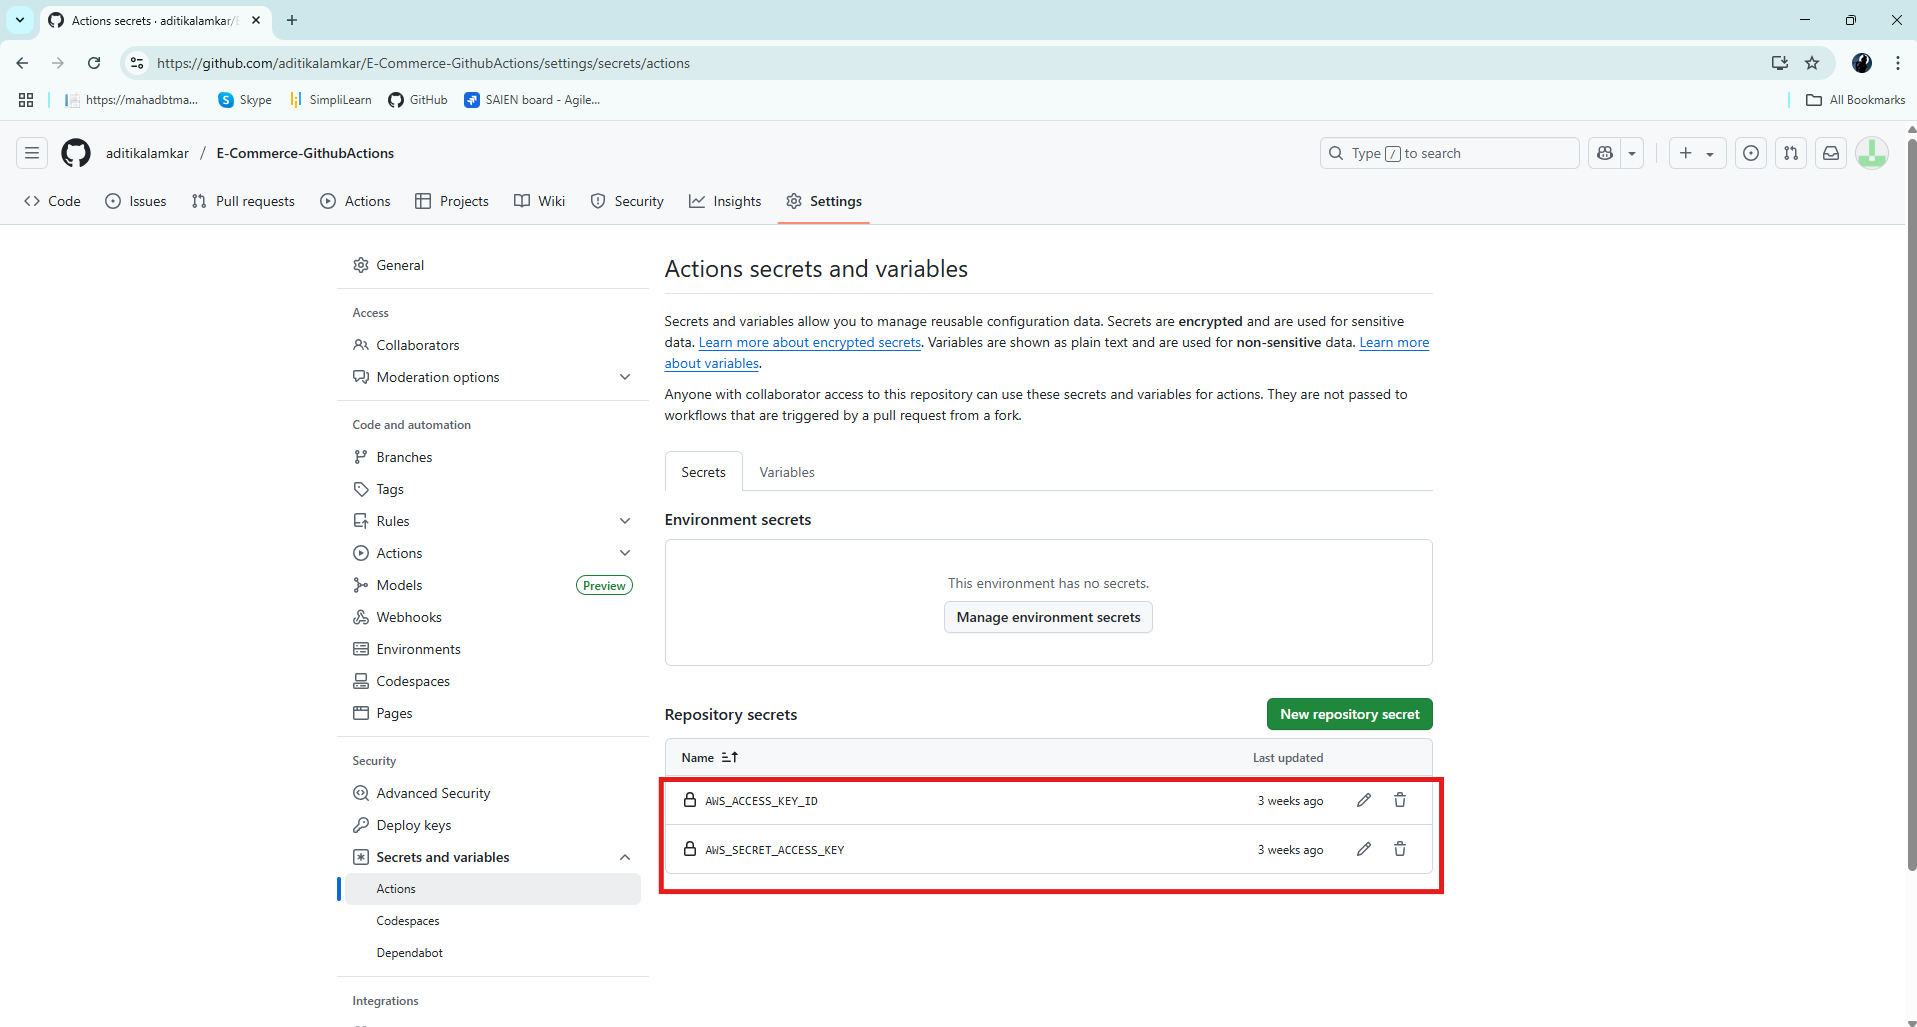 Actions secrets · aditikalamkar/E
https://github.com/aditikalamkar/E-Commerce-GithubActions/settings/secrets/actions
https://mahadbtma...
Skype
SimpliLearn
GitHub
SAIEN board - Agile...
All Bookmarks
aditikalamkar / E-Commerce-GithubActions
Type / to search
Code
Issues
Pull requests
Actions
Projects
Wiki
Security
Insights
Settings
General
Access
Collaborators
Moderation options
Code and automation
Branches
Tags
Rules
Actions
Models
Preview
Webhooks
Environments
Codespaces
Pages
Security
Advanced Security
Deploy keys
Secrets and variables
Actions
Codespaces
Dependabot
Integrations
Actions secrets and variables
Secrets and variables allow you to manage reusable configuration data. Secrets are encrypted and are used for sensitive
data. Learn more about encrypted secrets. Variables are shown as plain text and are used for non-sensitive data. Learn more
about variables.
Anyone with collaborator access to this repository can use these secrets and variables for actions. They are not passed to
workflows that are triggered by a pull request from a fork.
Secrets
Variables
Environment secrets
This environment has no secrets.
Manage environment secrets
Repository secrets
New repository secret
Name
Last updated
AWS_ACCESS_KEY_ID
3 weeks ago
AWS_SECRET_ACCESS_KEY
3 weeks ago